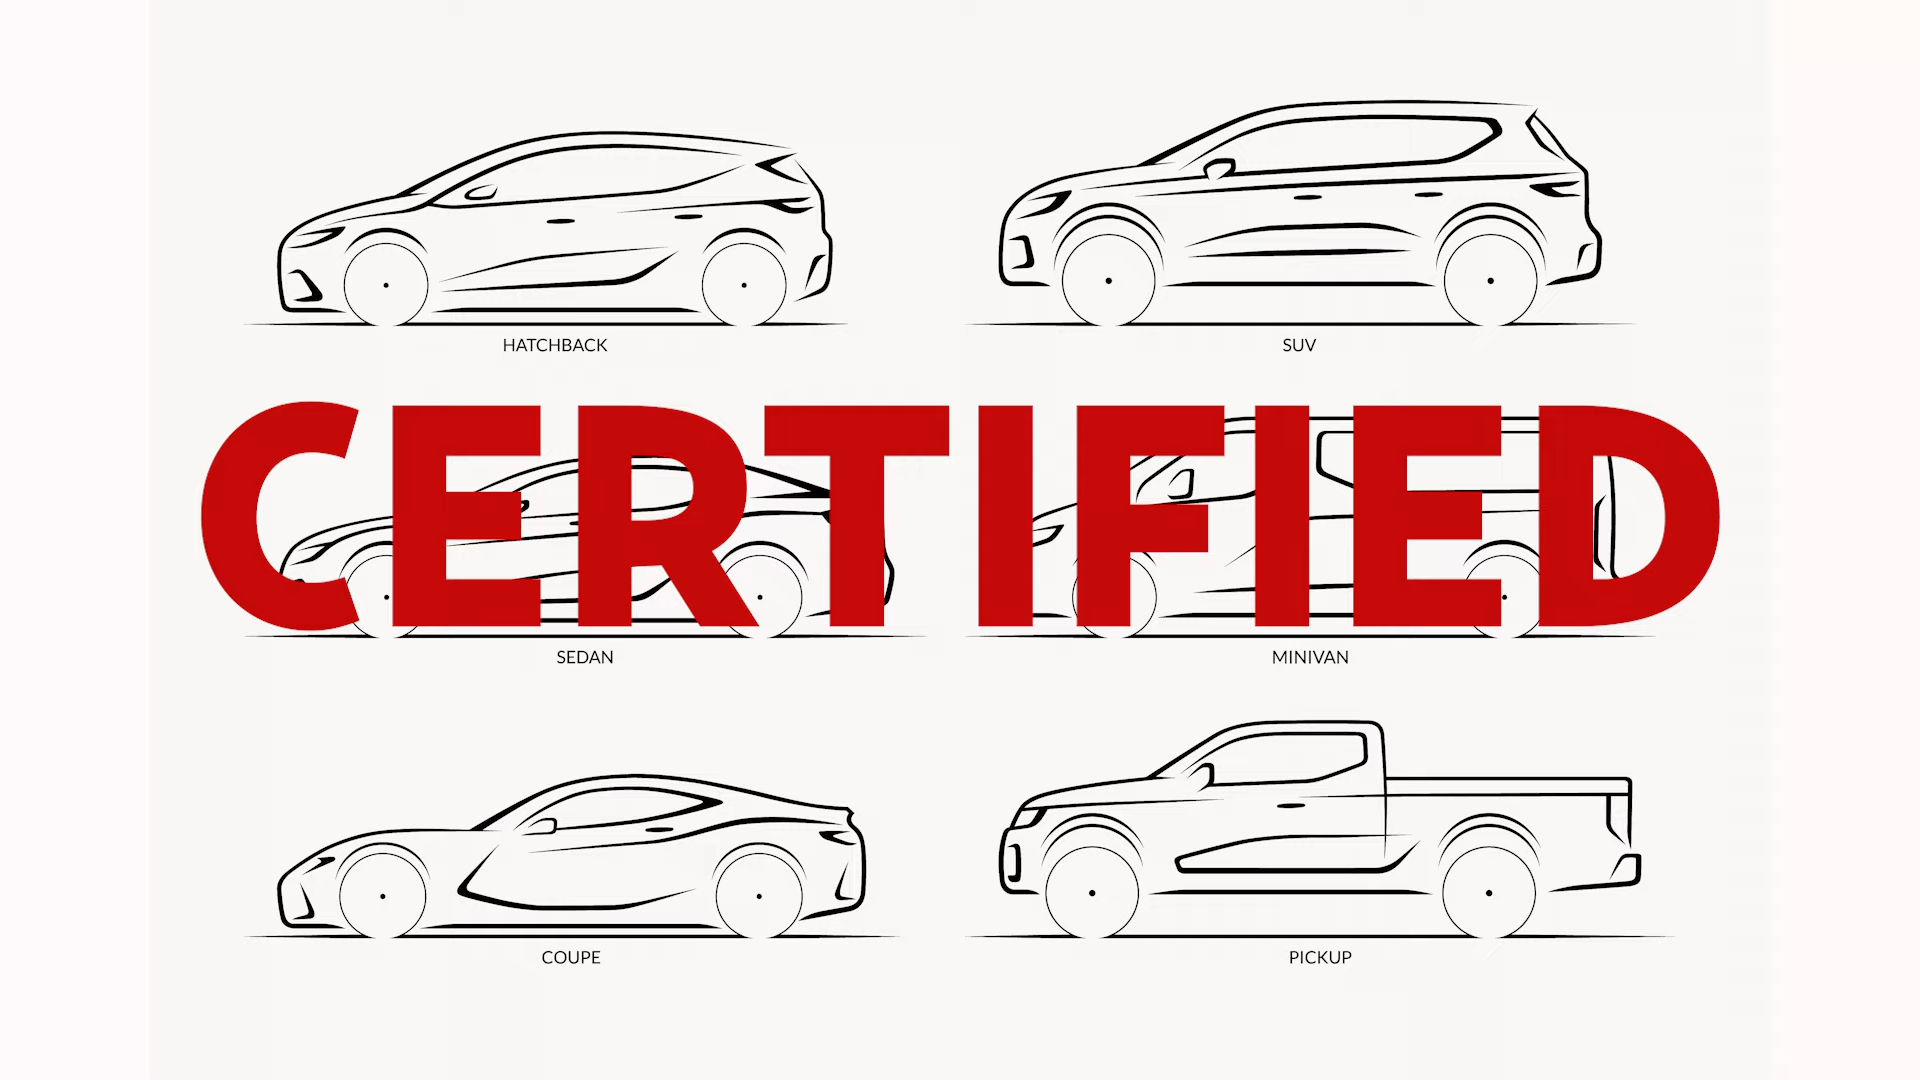 HATCHBACK
SUV
CERTIFIED
SEDAN
MINIVAN
COUPE
PICKUP